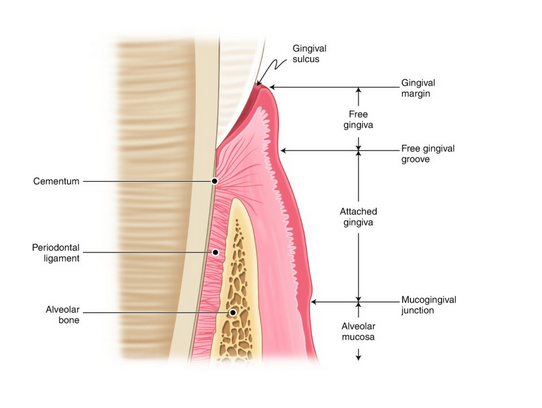 Gingival
sulcus
Gingival
margin
Free
gingiva
Free gingival
groove
Cementum
Attached
gingiva
Periodontal
ligament
Mucogingival
junction
Alveolar
bone
Alveolar
mucosa